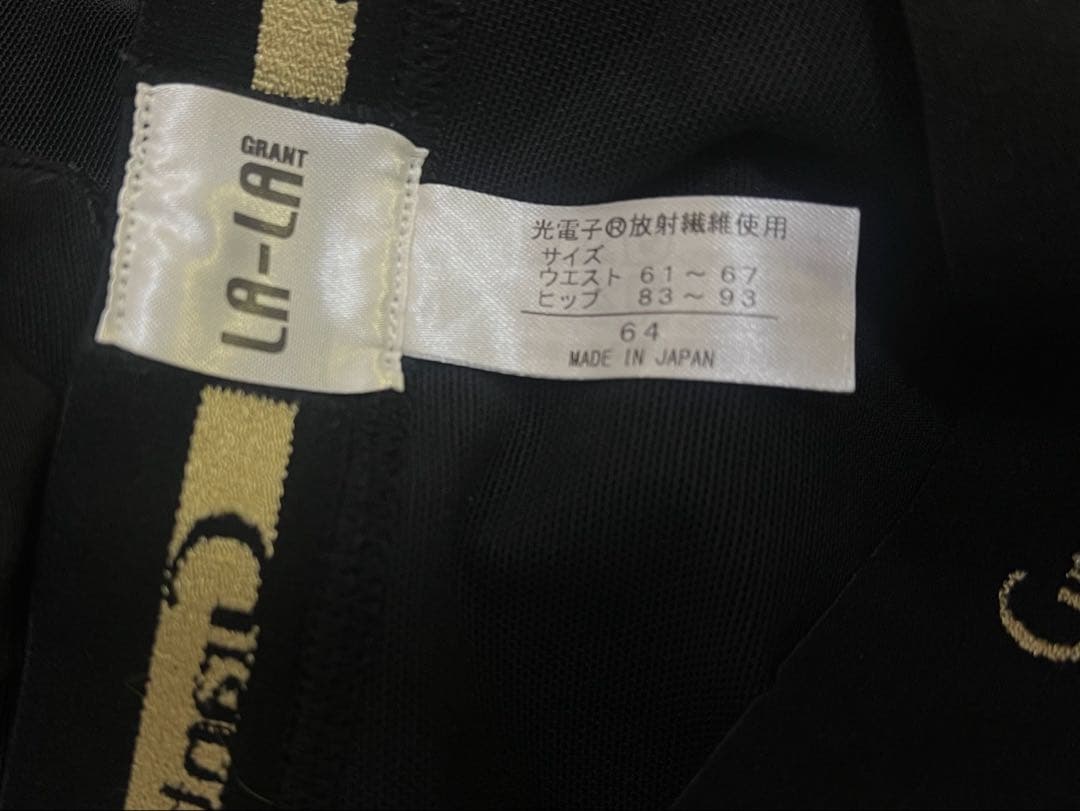 GRANT
LA-LA
光電子®放射繊維使用
サイズ
ウエスト 61～67
ヒップ 83～93
64
MADE IN JAPAN